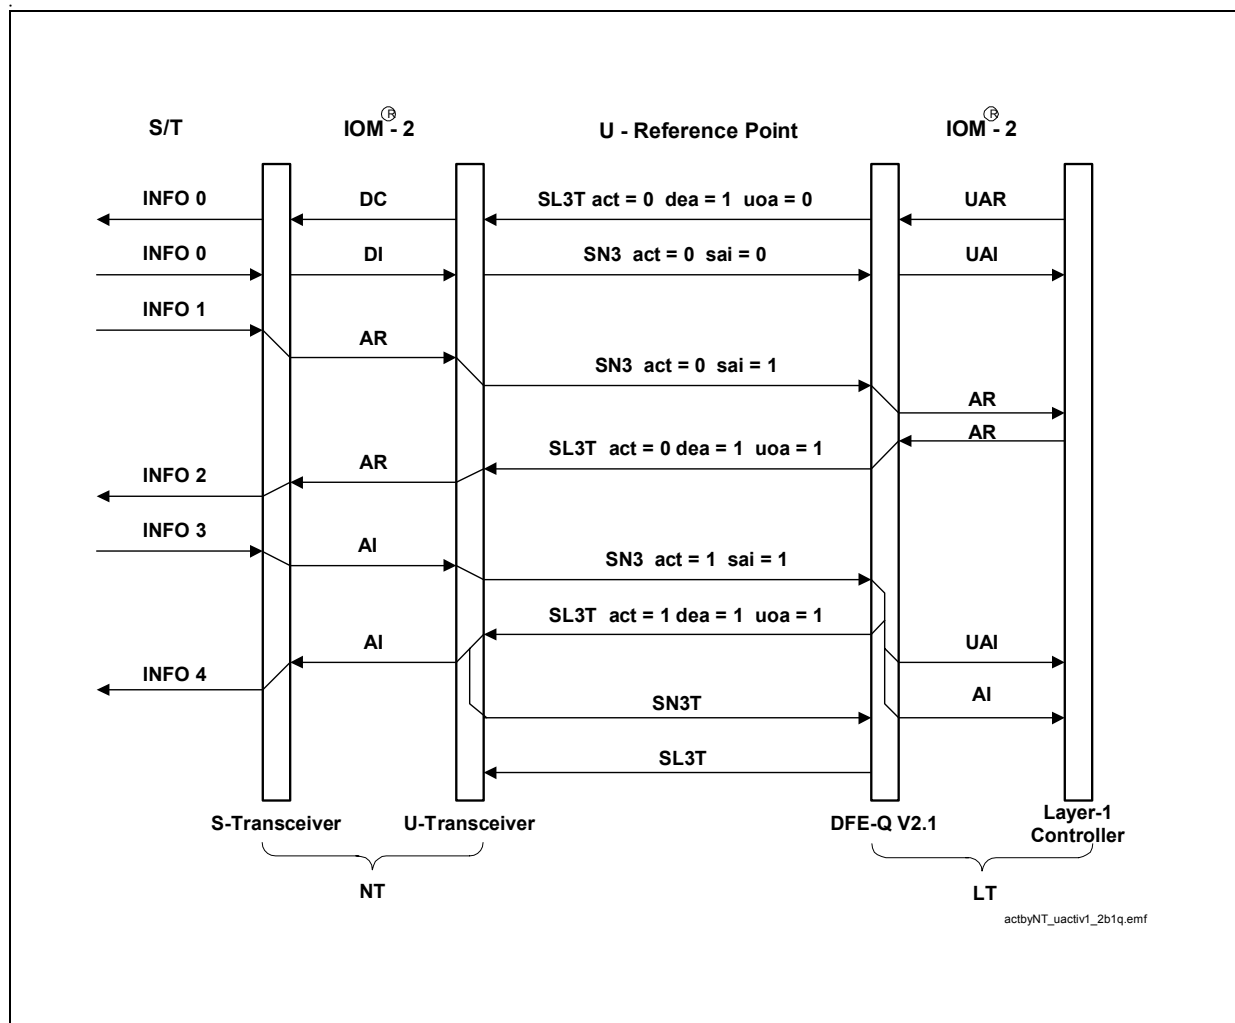 .
S/T IOM®- 2 U - Reference Point IOM®- 2
INFO 0 DC SL3T act = 0 dea = 1 uoa = 0 UAR
INFO 0 DI SN3 act = 0 sai = 0 UAI
INFO 1
AR
SN3 act = 0 sai = 1
AR
AR
SL3T act = 0 dea = 1 uoa = 1
AR
INFO 2
INFO 3
AI
SN3 act = 1 sai = 1
SL3T act = 1 dea = 1 uoa = 1
AI UAI
INFO 4
SN3T AI
SL3T
S-Transceiver U-Transceiver DFE-Q V2.1 Layer-1
Controller
NT LT
actbyNT_uactiv1_2b1q.emf